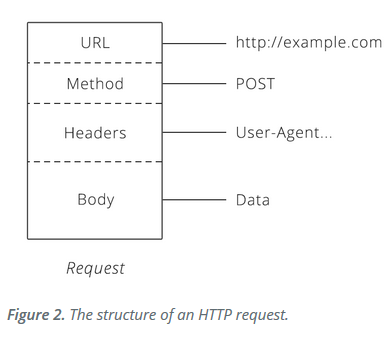 URL http://example.com
Method POST
Headers User-Agent...
Body Data
Request
Figure 2. The structure of an HTTP request.